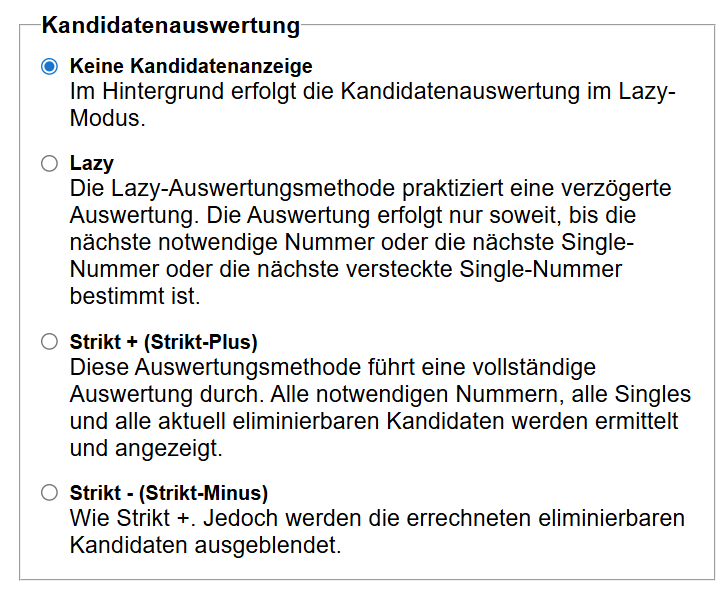 Kandidatenauswertung
Keine Kandidatenanzeige
Im Hintergrund erfolgt die Kandidatenauswertung im Lazy-
Modus.
Lazy
Die Lazy-Auswertungsmethode praktiziert eine verzögerte
Auswertung. Die Auswertung erfolgt nur soweit, bis die
nächste notwendige Nummer oder die nächste Single-
Nummer oder die nächste versteckte Single-Nummer
bestimmt ist.
Strikt + (Strikt-Plus)
Diese Auswertungsmethode führt eine vollständige
Auswertung durch. Alle notwendigen Nummern, alle Singles
und alle aktuell eliminierbaren Kandidaten werden ermittelt
und angezeigt.
Strikt - (Strikt-Minus)
Wie Strikt +. Jedoch werden die errechneten eliminierbaren
Kandidaten ausgeblendet.